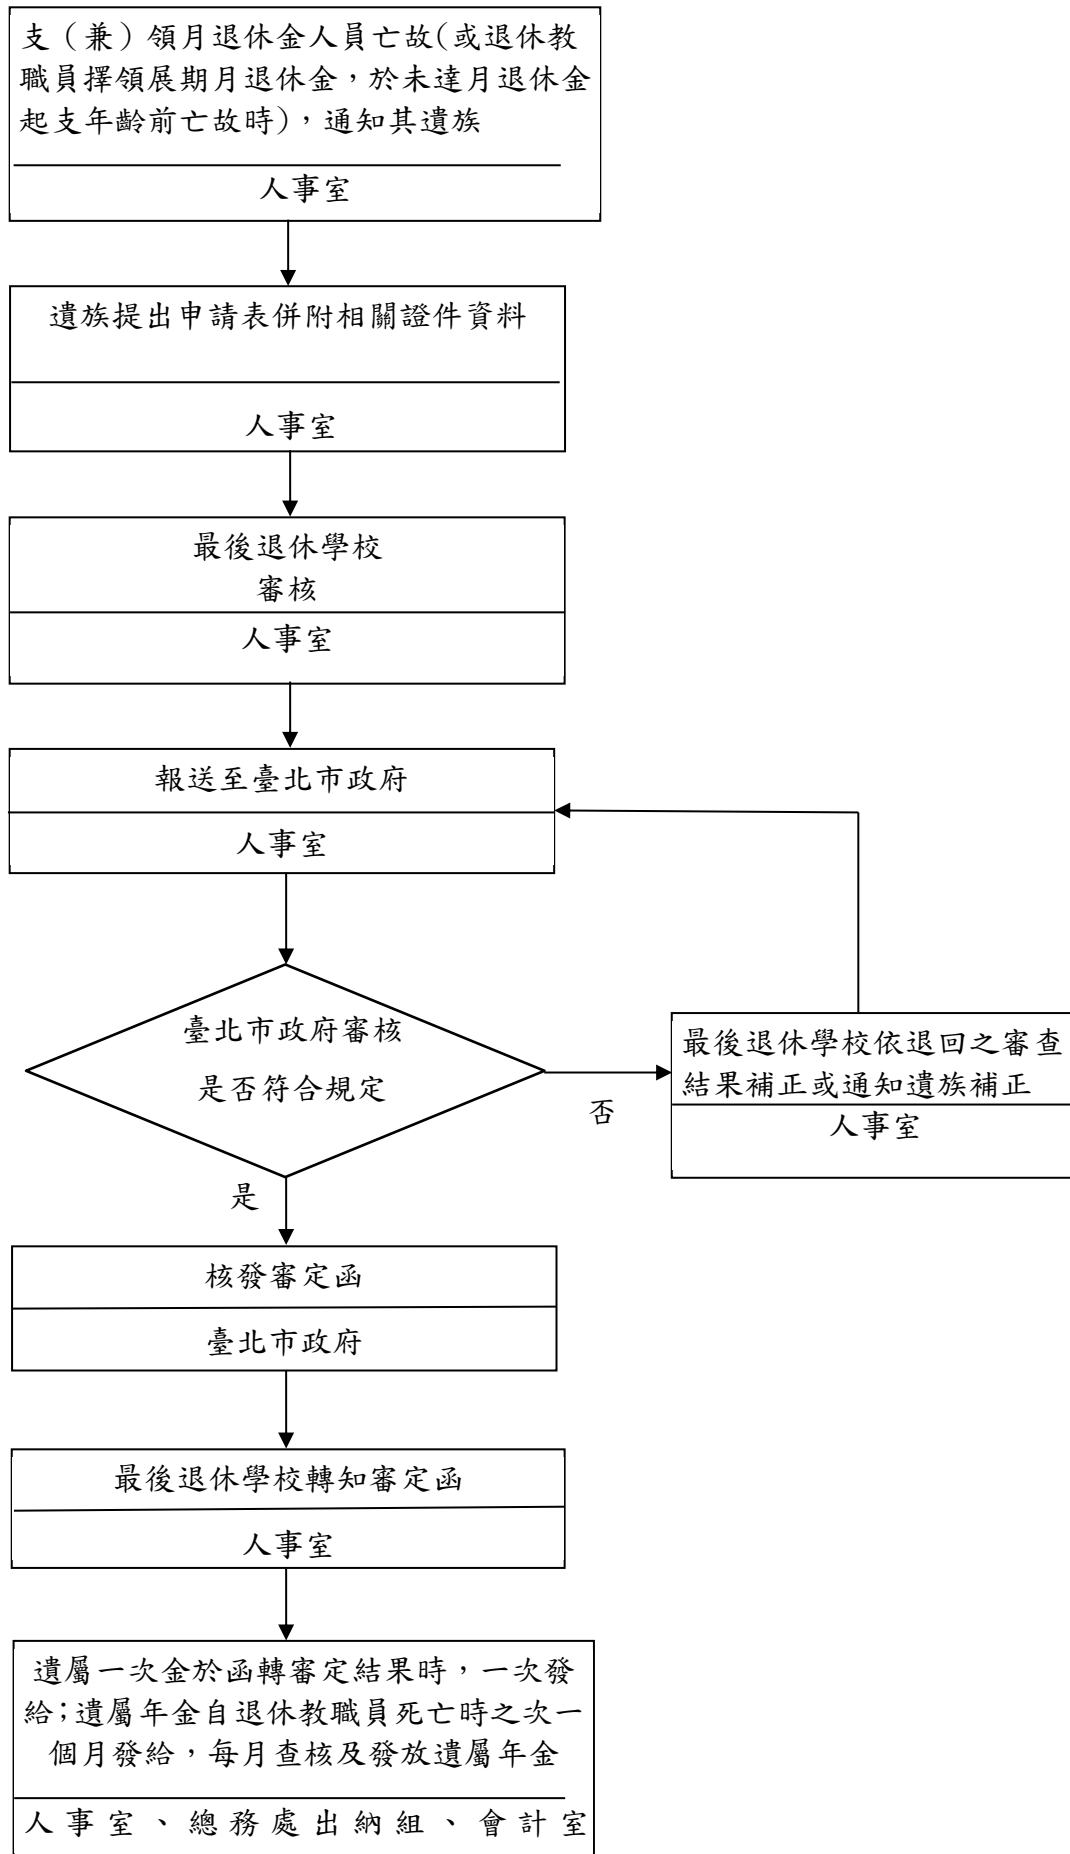 支（兼）領月退休金人員亡故(或退休教
職員擇領展期月退休金，於未達月退休金
起支年齡前亡故時)，通知其遺族
人事室
遺族提出申請表併附相關證件資料
人事室
最後退休學校
審核
人事室
報送至臺北市政府
人事室
臺北市政府審核
是否符合規定
否
最後退休學校依退回之審查
結果補正或通知遺族補正
人事室
是
核發審定函
臺北市政府
最後退休學校轉知審定函
人事室
遺屬一次金於函轉審定結果時，一次發
給;遺屬年金自退休教職員死亡時之次一
個月發給，每月查核及發放遺屬年金
人事室、總務處出納組、會計室